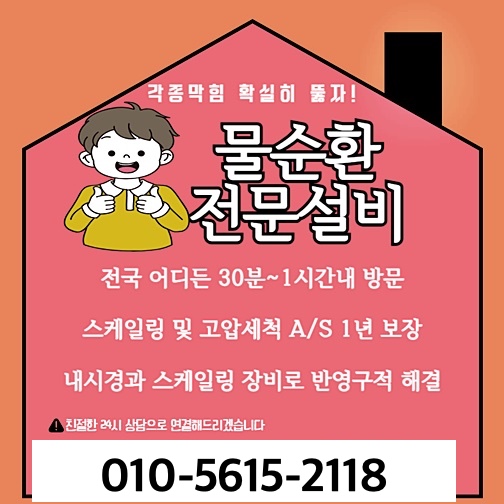 각종막힘 확실히 뚫자!
물순환
전문설비
전국 어디든 30분~1시간내 방문
스케일링 및 고압세척 A/S 1년 보장
내시경과 스케일링 장비로 반영구적 해결
친절한 24시 상담으로 연결해드리겠습니다
010-5615-2118